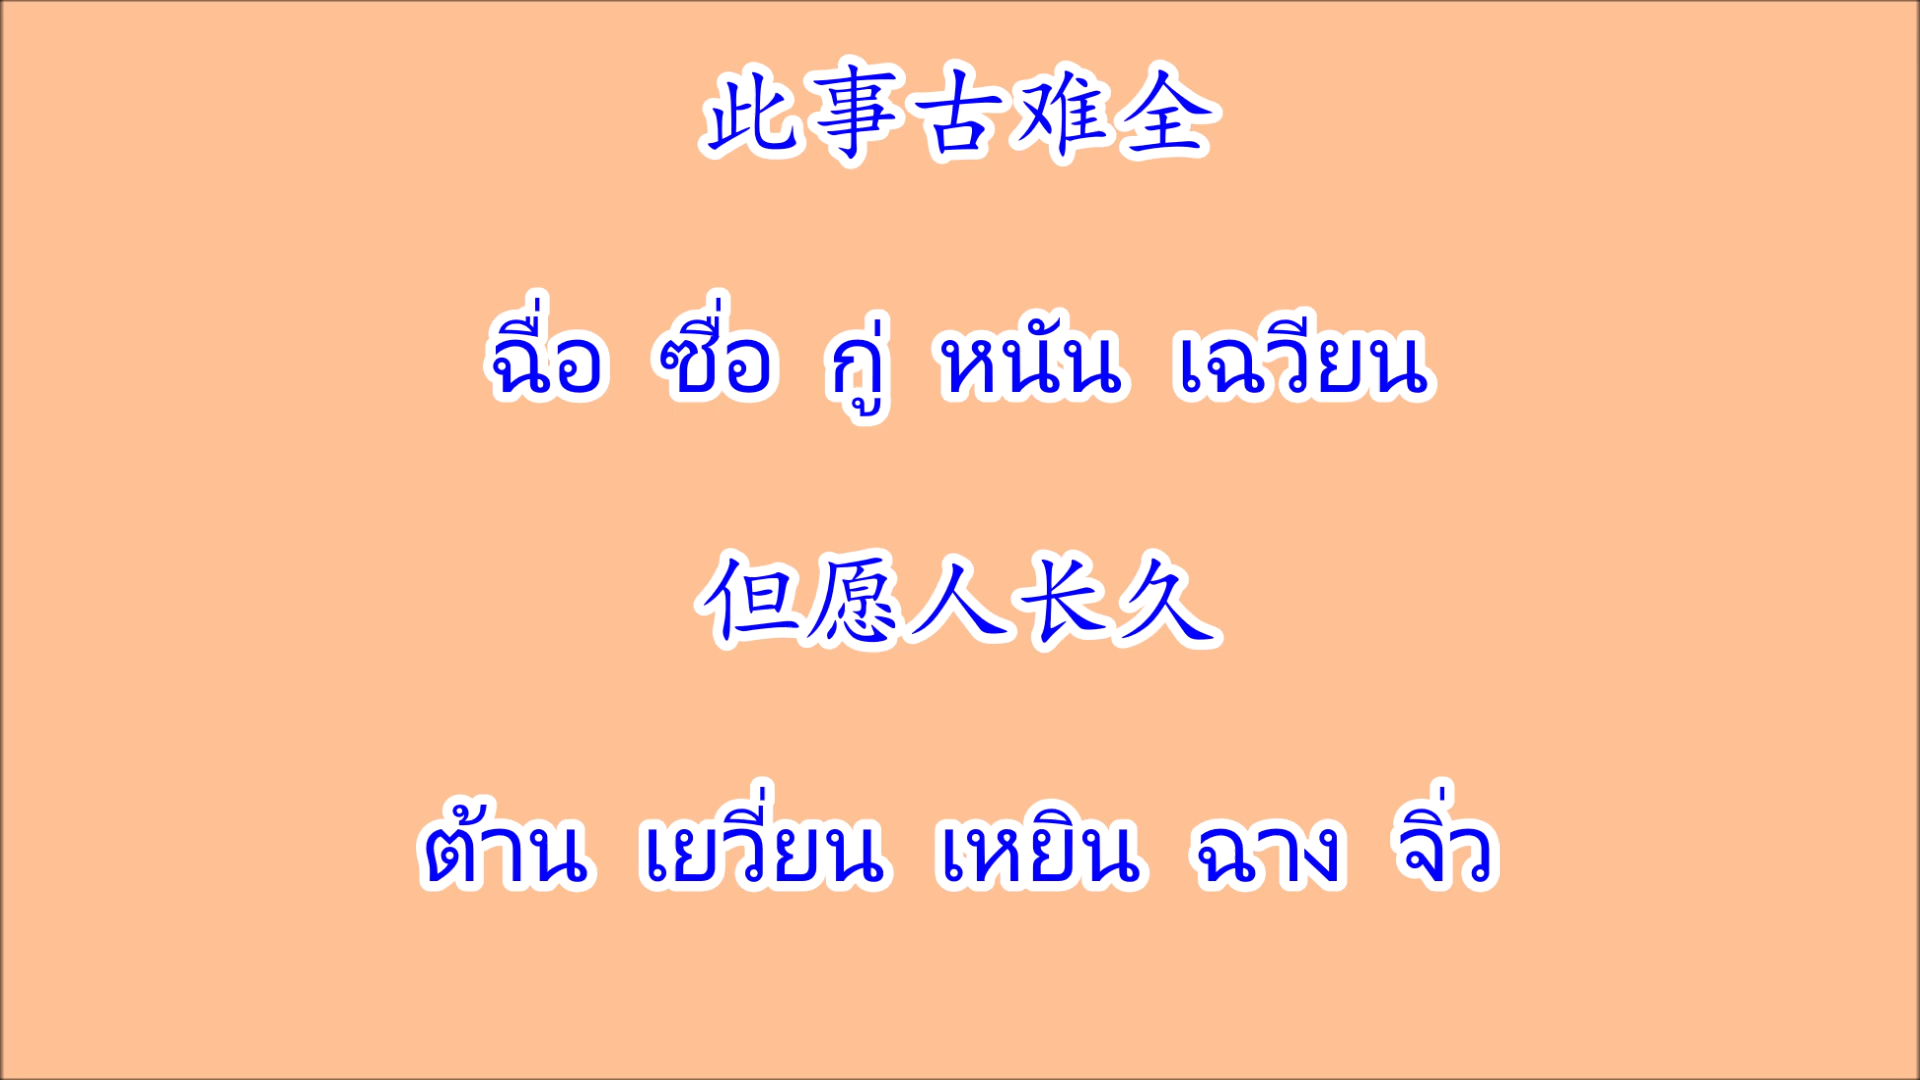 此事古难全
ฉื่อ ซื่อ กู่ หนัน เฉวียน
但愿人长久
ต้าน เยวี่ยน เหยิน ฉาง จิ่ว